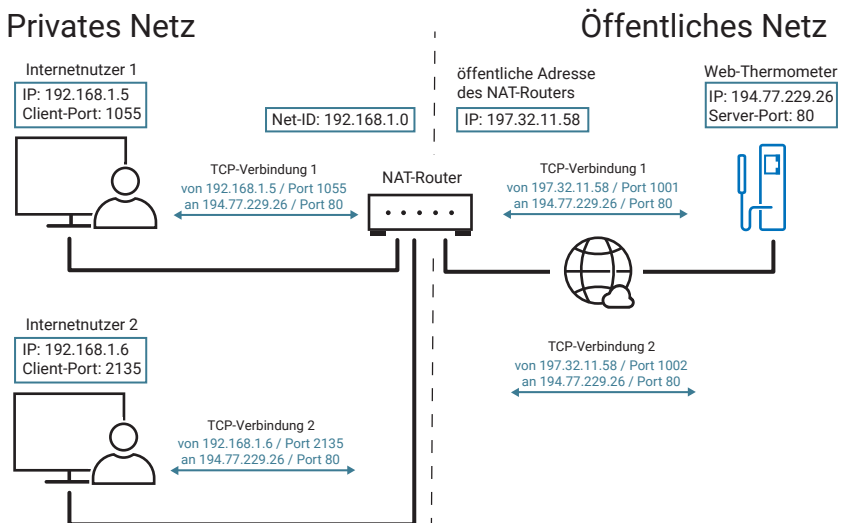 Privates Netz
Öffentliches Netz
Internetnutzer 1
IP: 192.168.1.5
Client-Port: 1055
Net-ID: 192.168.1.0
öffentliche Adresse
des NAT-Routers
IP: 197.32.11.58
Web-Thermometer
IP: 194.77.229.26
Server-Port: 80
TCP-Verbindung 1
von 192.168.1.5 / Port 1055
an 194.77.229.26 / Port 80
NAT-Router
TCP-Verbindung 1
von 197.32.11.58 / Port 1001
an 194.77.229.26 / Port 80
Internetnutzer 2
IP: 192.168.1.6
Client-Port: 2135
TCP-Verbindung 2
von 192.168.1.6 / Port 2135
an 194.77.229.26 / Port 80
TCP-Verbindung 2
von 197.32.11.58 / Port 1002
an 194.77.229.26 / Port 80